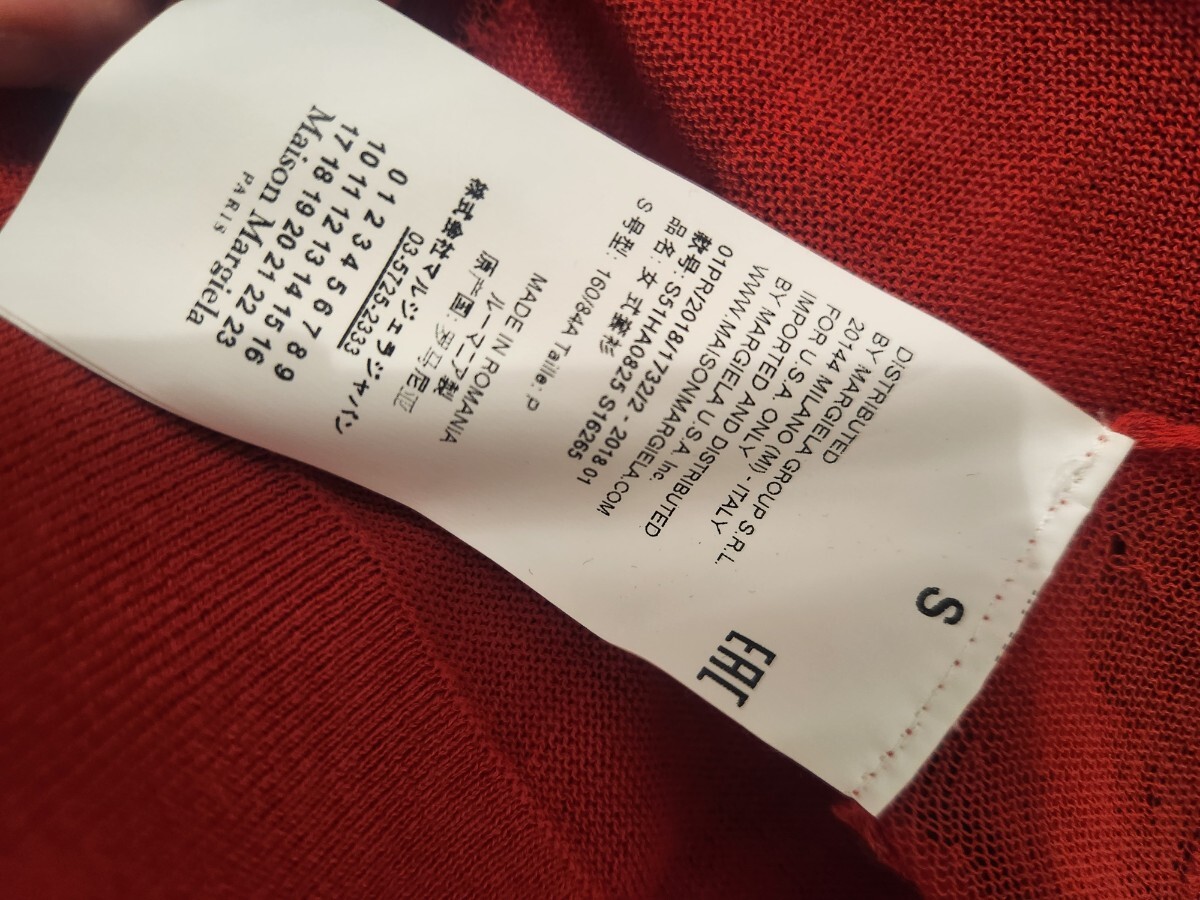 Maison Margiela
PARIS
0 1 2 3 4 5 6 7 8 9
10 11 12 13 14 15 16
17 18 19 20 21 22 23
株式会社マルジェラジャパン
03-5725-2333
原产国: 罗马尼亚
ルーマニア製
MADE IN ROMANIA
S 号型: 160/84A Taille: P
品名: 女式套衫
款号: S51HA0825 S16265
01PR/2018/1732/2 - 2018 01
WWW.MAISONMARGIELA.COM
BY MARGIELA U.S.A. Inc.
IMPORTED AND DISTRIBUTED
FOR U.S.A. ONLY
20144 MILANO (MI) - ITALY
BY MARGIELA GROUP S.R.L.
DISTRIBUTED
S
EAC